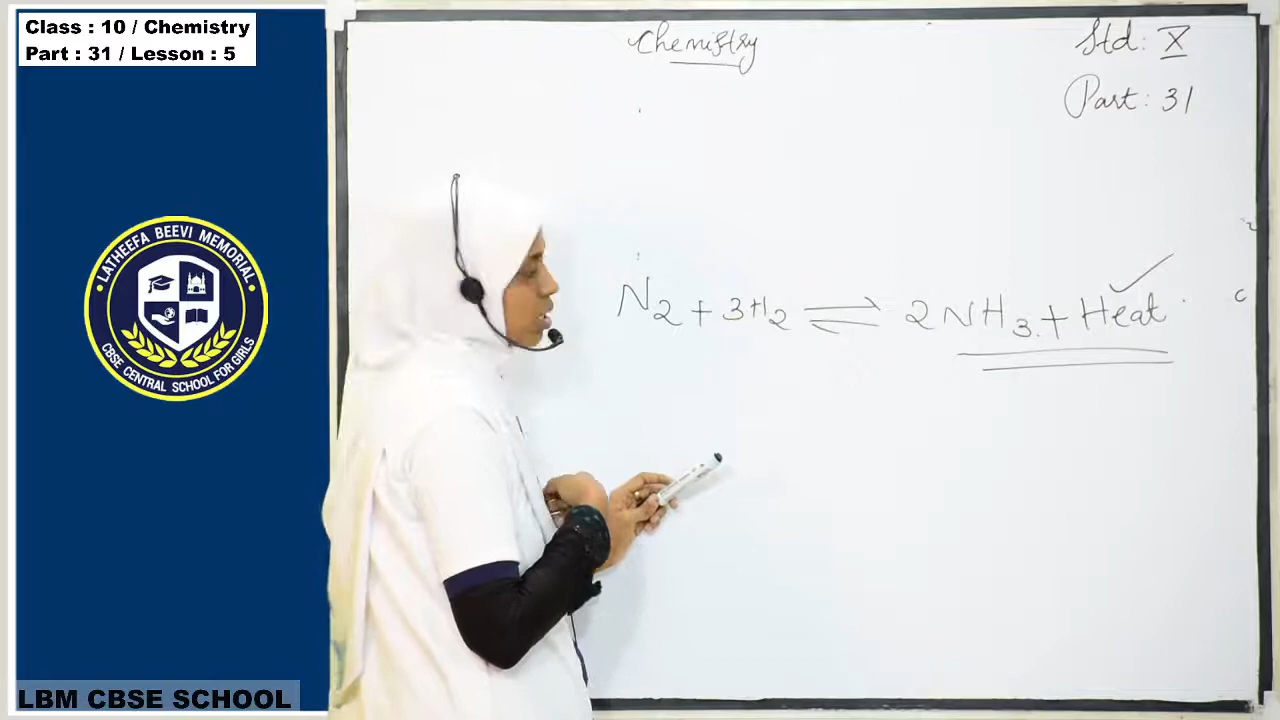 Class : 10 / Chemistry
Part : 31 / Lesson : 5
Chemistry
Std: X
Part: 31
N2 + 3H2 ⇌ 2NH3 + Heat
LATHEEFA BEEVI MEMORIAL
CBSE CENTRAL SCHOOL FOR GIRLS
LBM CBSE SCHOOL